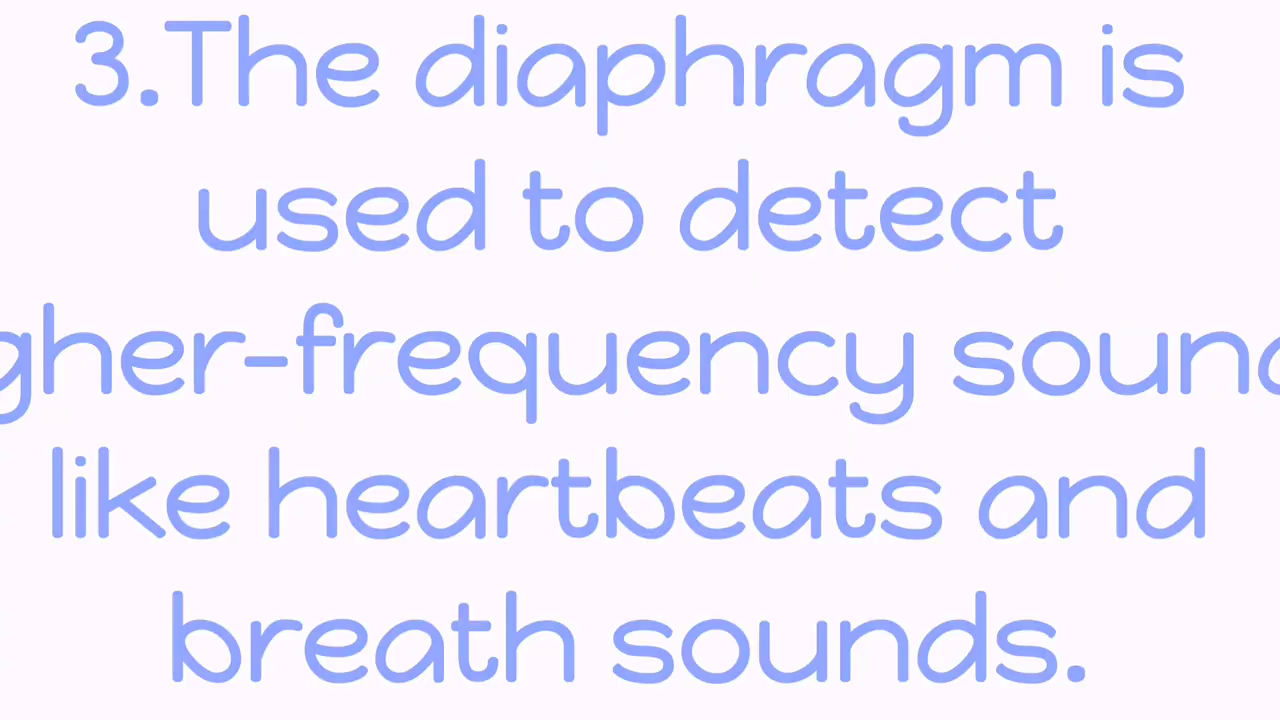 3.The diaphragm is
used to detect
gher-frequency sound
like heartbeats and
breath sounds.